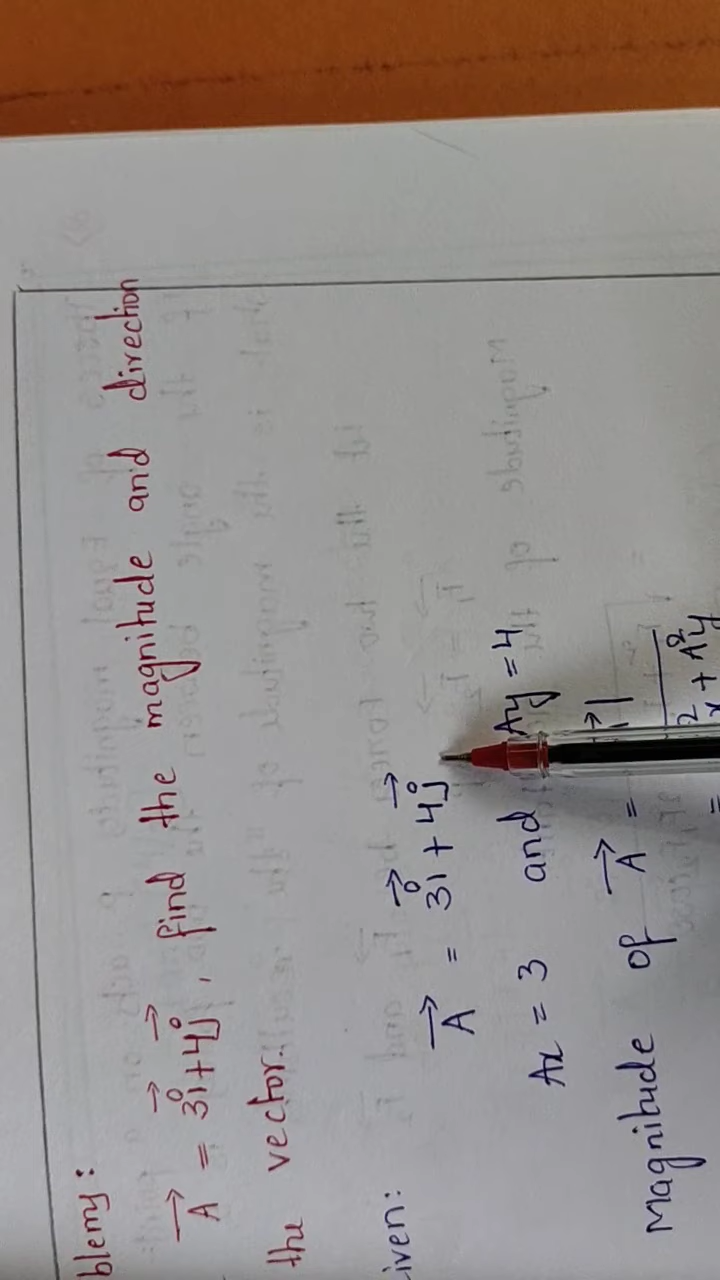 blem:
A⃗ = 3i⃗+4j⃗, find the magnitude and direction
the vector.
iven:
A⃗ = 3i⃗ + 4j⃗
Ax = 3 and Ay = 4
Magnitude of A⃗ =